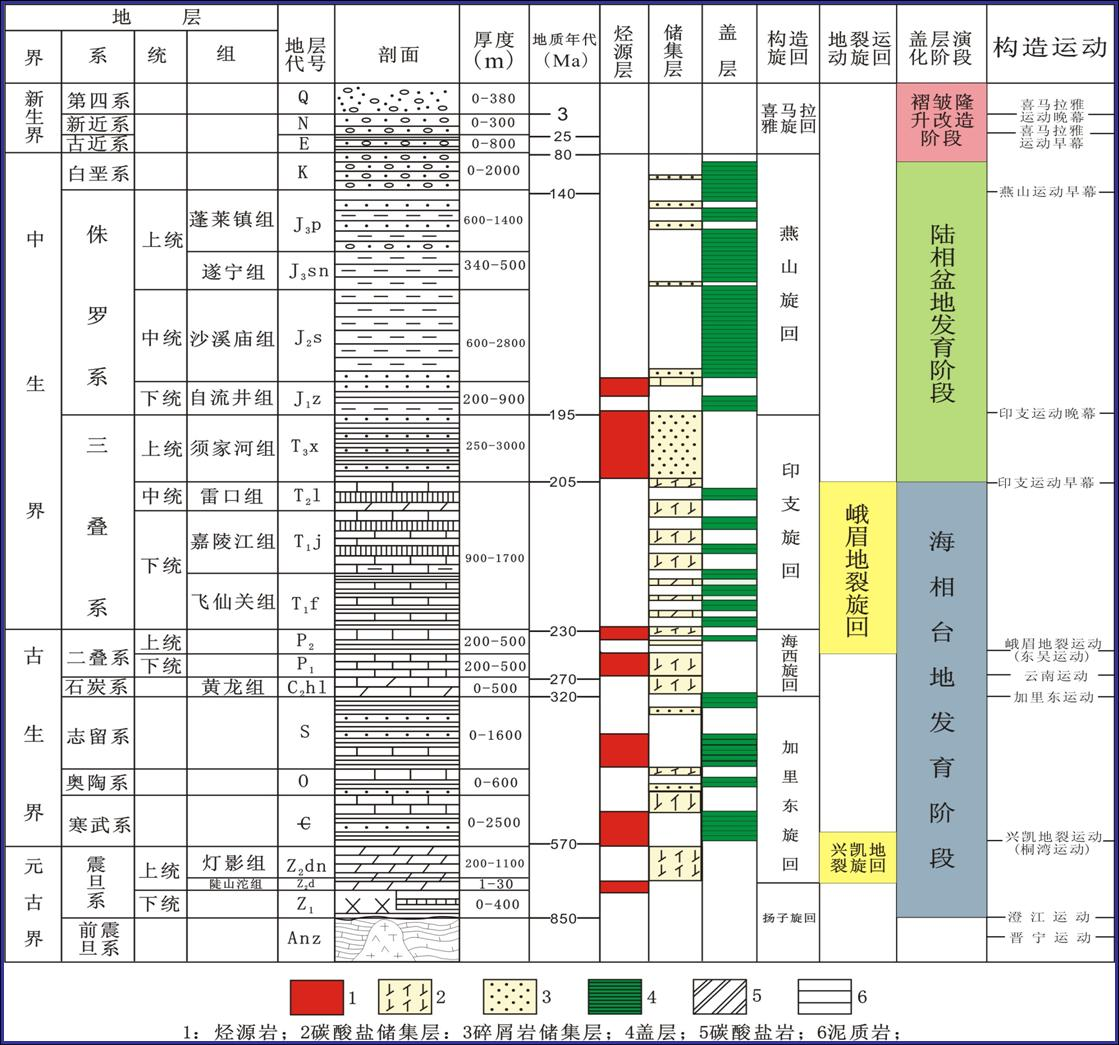 地 层
界 系 统 组 地层代号 剖面 厚度(m) 地质年代(Ma) 烃源层 储集层 盖层 构造旋回 地裂运动旋回 盖层演化阶段 构造运动
新生界 第四系 Q 0-380 喜马拉雅旋回 褶皱隆升改造阶段 喜马拉雅运动晚幕
3
新近系 N 0-300
25
喜马拉雅运动早幕
古近系 E 0-800
80
中生界 白垩系 K 0-2000 燕山旋回 陆相盆地发育阶段
140 燕山运动早幕
侏罗系 上统 蓬莱镇组 J₃p 600-1400
遂宁组 J₃sn 340-500
中统 沙溪庙组 J₂s 600-2800
下统 自流井组 J₁z 200-900
195 印支运动晚幕
三叠系 上统 须家河组 T₃x 250-3000 印支旋回
205 印支运动早幕
中统 雷口组 T₂l 900-1700 峨眉地裂旋回 海相台地发育阶段
下统 嘉陵江组 T₁j
飞仙关组 T₁f
230
古生界 二叠系 上统 P₂ 200-500 海西旋回
峨眉地裂运动
(东吴运动)
下统 P₁ 200-500
270 云南运动
石炭系 黄龙组 C₂hl 0-500
320 加里东运动
志留系 S 0-1600 加里东旋回
奥陶系 O 0-600
寒武系 Є 0-2500
570 兴凯地裂运动
(桐湾运动)
元古界 震旦系 上统 灯影组 Z₂dn 200-1100 兴凯地裂旋回
陡山沱组 Z₂d 1-30
下统 Z₁ 0-400 扬子旋回
850 澄江运动
前震旦系 Anz 晋宁运动
1 2 3 4 5 6
1：烃源岩；2碳酸盐储集层：3碎屑岩储集层；4盖层；5碳酸盐岩；6泥质岩；